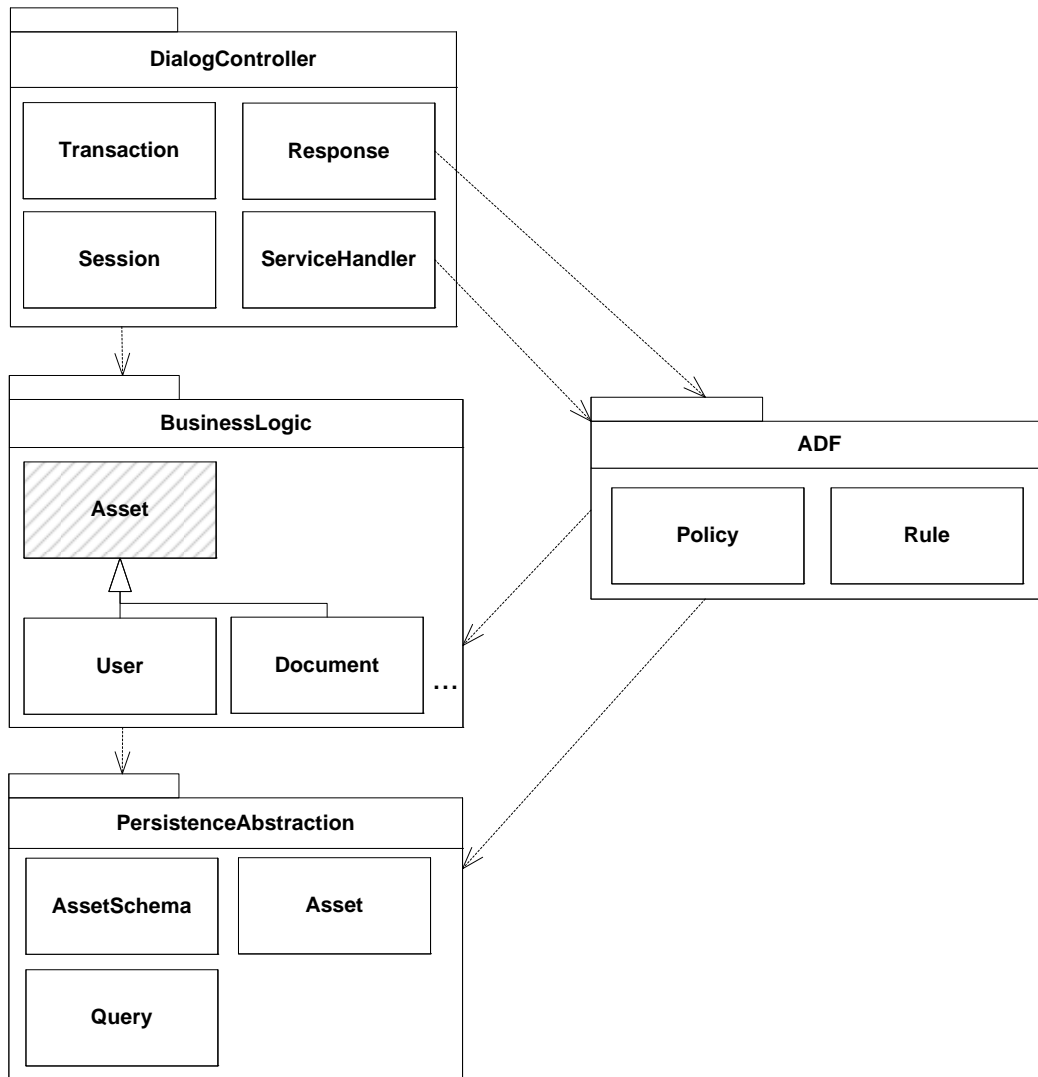 DialogController
Transaction
Response
Session
ServiceHandler
BusinessLogic
Asset
User
Document
...
ADF
Policy
Rule
PersistenceAbstraction
AssetSchema
Asset
Query